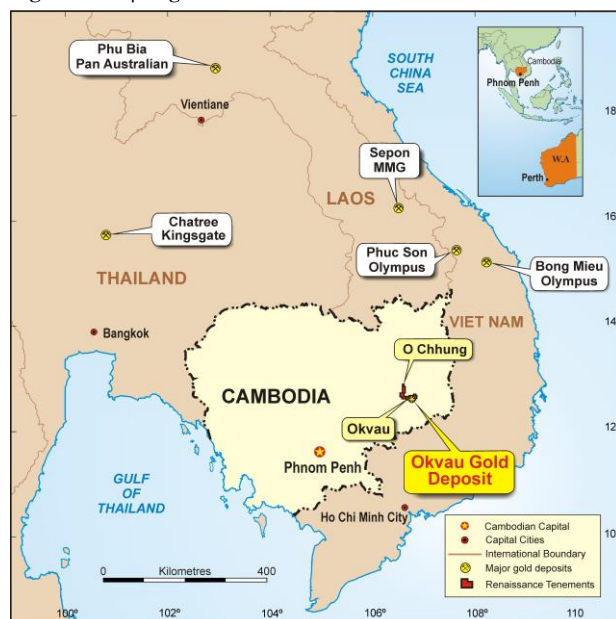 Phu Bia
Pan Australian
SOUTH
CHINA
SEA
Cambodia
Phnom Penh
W.A
Perth
Vientiane
18
Sepon
MMG
LAOS
Chatree
Kingsgate
16
Phuc Son
Olympus
Bong Mieu
Olympus
THAILAND
VIET NAM
14
Bangkok
O Chhung
CAMBODIA
Okvau
12
Phnom Penh
Okvau Gold
Deposit
GULF
OF
THAILAND
Ho Chi Minh City
Cambodian Capital
Capital Cities
International Boundary
Major gold deposits
Renaissance Tenements
10
Kilometres
0
400
100°
102°
104°
106°
108°
110°